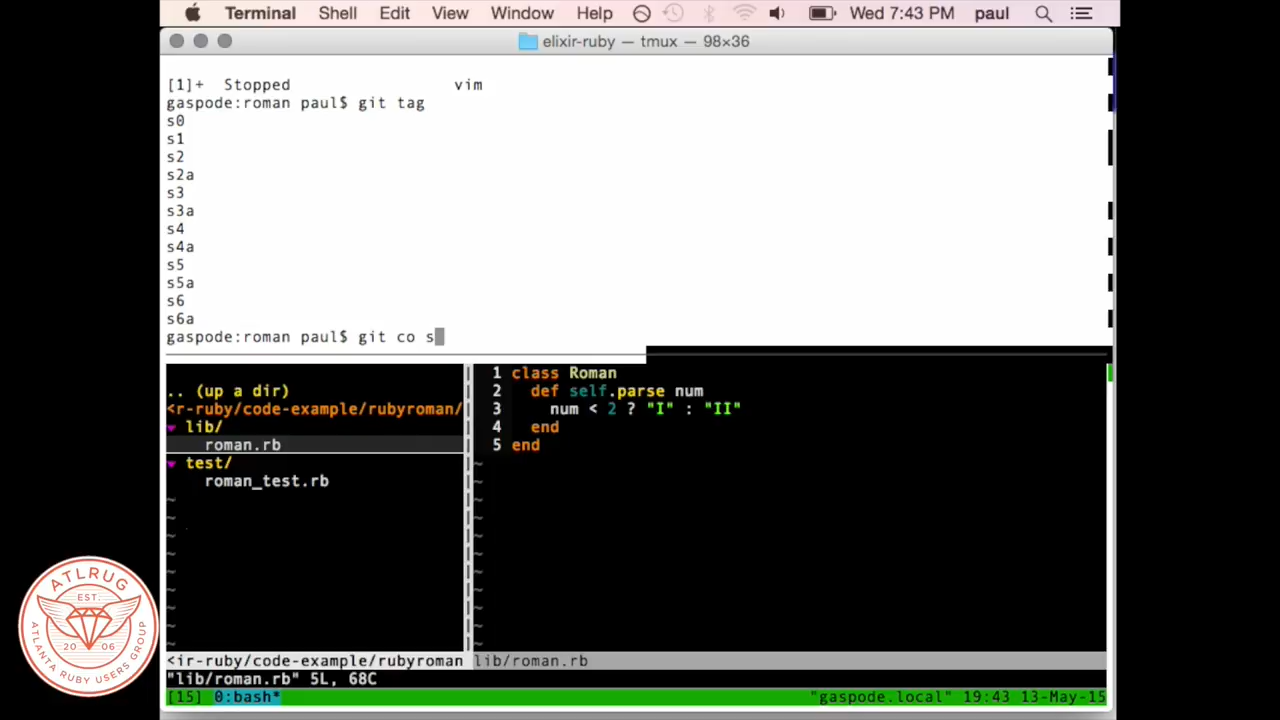 Terminal Shell Edit View Window Help Wed 7:43 PM paul
elixir-ruby — tmux — 98×36
[1]+ Stopped vim
gaspode:roman paul$ git tag
s0
s1
s2
s2a
s3
s3a
s4
s4a
s5
s5a
s6
s6a
gaspode:roman paul$ git co s
.. (up a dir)
<r-ruby/code-example/rubyroman/
▼ lib/
roman.rb
▼ test/
roman_test.rb
~
~
~
~
~
~
~
~
~
<ir-ruby/code-example/rubyroman
1 class Roman
2 def self.parse num
3 num < 2 ? "I" : "II"
4 end
5 end
~
~
~
~
~
~
~
~
~
~
~
lib/roman.rb
"lib/roman.rb" 5L, 68C
[15] 0:bash* "gaspode.local" 19:43 13-May-15
ATLRUG
EST.
20 06
ATLANTA RUBY USERS GROUP